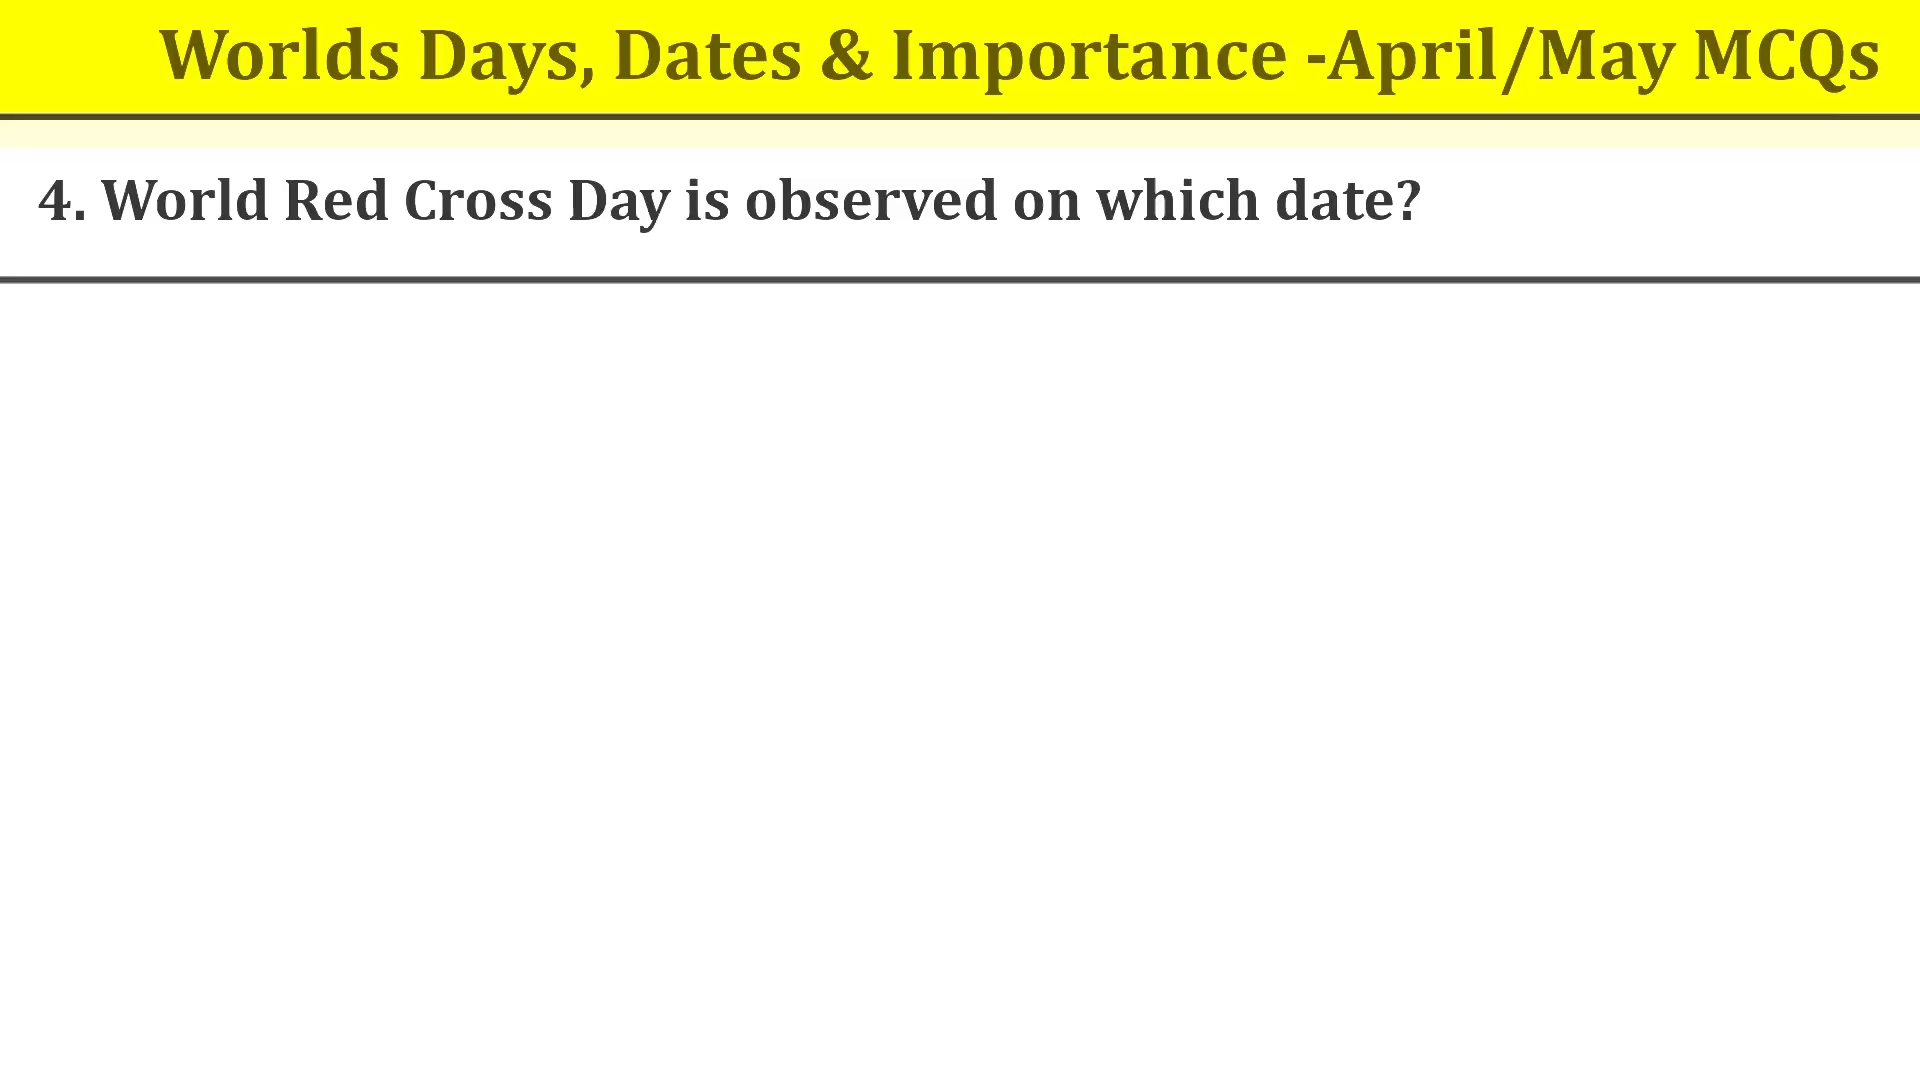 Worlds Days, Dates & Importance -April/May MCQs
4. World Red Cross Day is observed on which date?